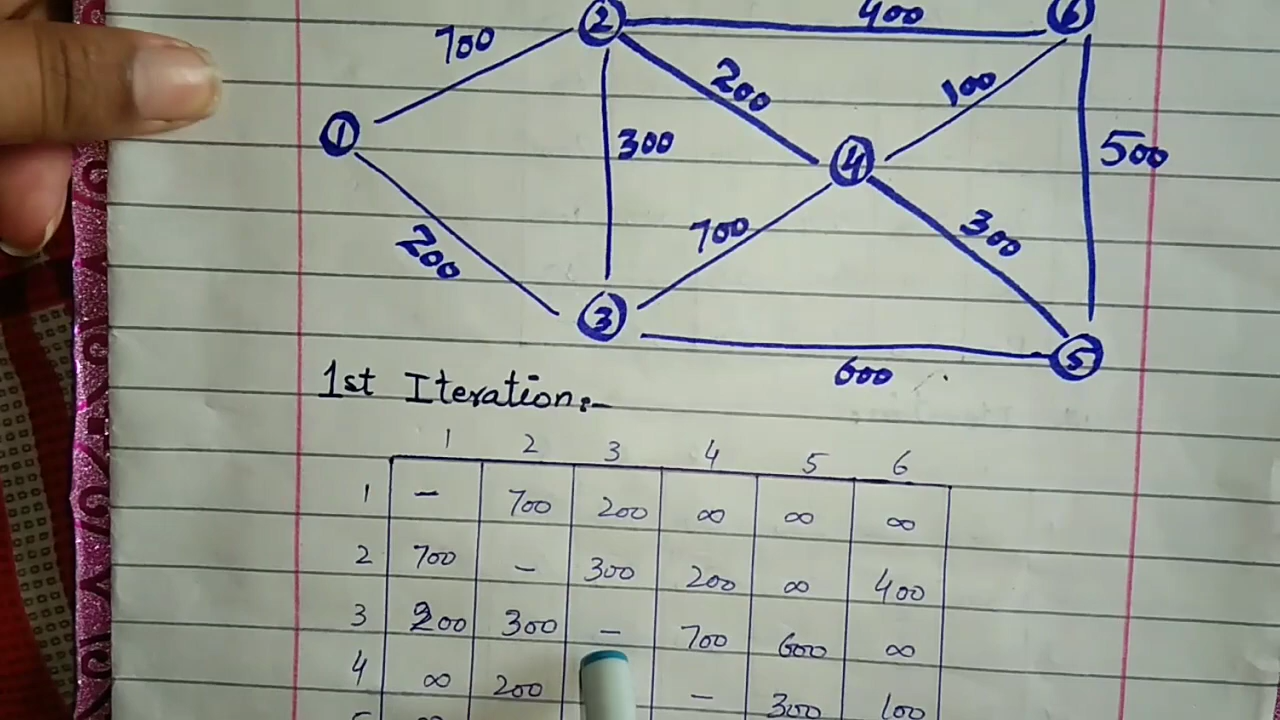 2 400 6
700 200 100
1 300 4 500
200 700 300
3 5
600
1st Iteration:-
1 2 3 4 5 6
1 - 700 200 ∞ ∞ ∞
2 700 - 300 200 ∞ 400
3 200 300 - 700 600 ∞
4 ∞ 200 - 300 100